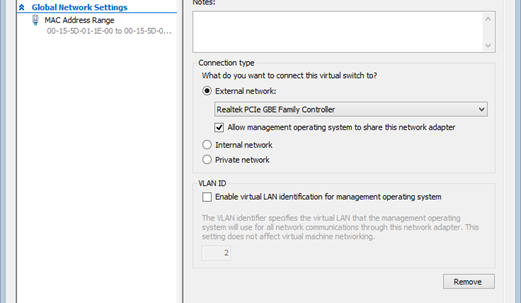 Global Network Settings
MAC Address Range
00-15-5D-01-1E-00 to 00-15-5D-0...
Notes:
Connection type
What do you want to connect this virtual switch to?
External network:
Realtek PCIe GBE Family Controller
Allow management operating system to share this network adapter
Internal network
Private network
VLAN ID
Enable virtual LAN identification for management operating system
The VLAN identifier specifies the virtual LAN that the management operating
system will use for all network communications through this network adapter. This
setting does not affect virtual machine networking.
2
Remove